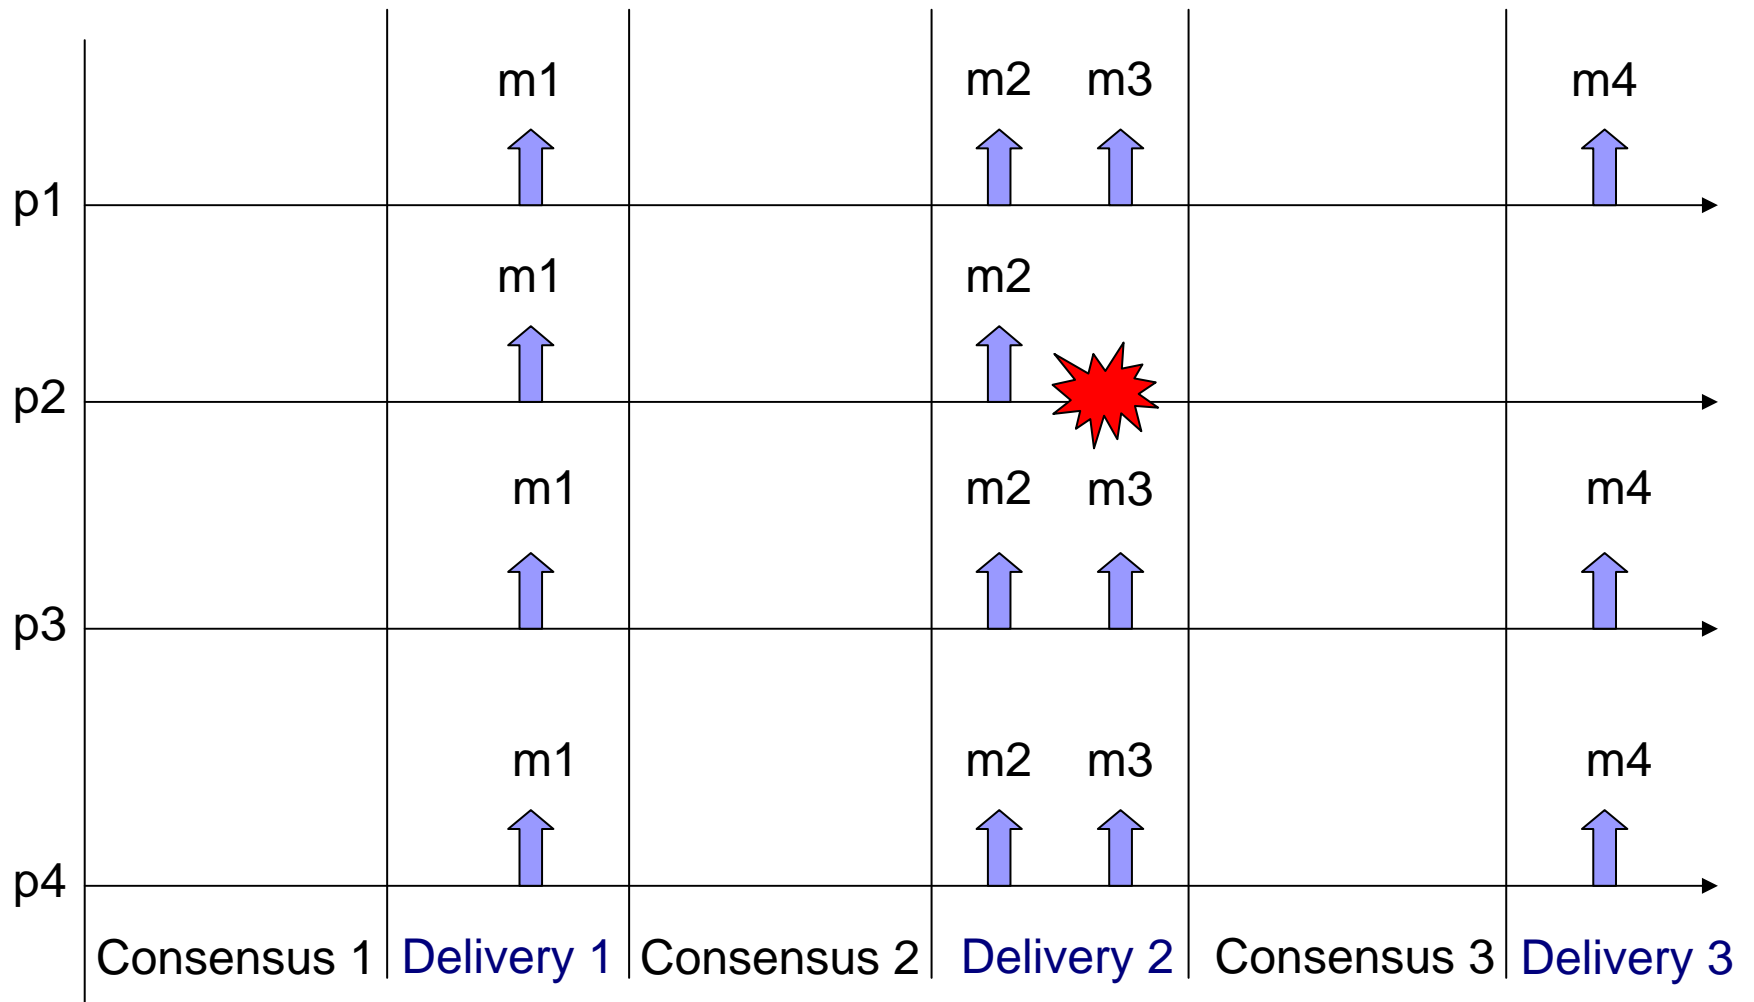 m1 m2 m3 m4
p1
m1 m2
p2
m1 m2 m3 m4
p3
m1 m2 m3 m4
p4
Consensus 1 Delivery 1 Consensus 2 Delivery 2 Consensus 3 Delivery 3